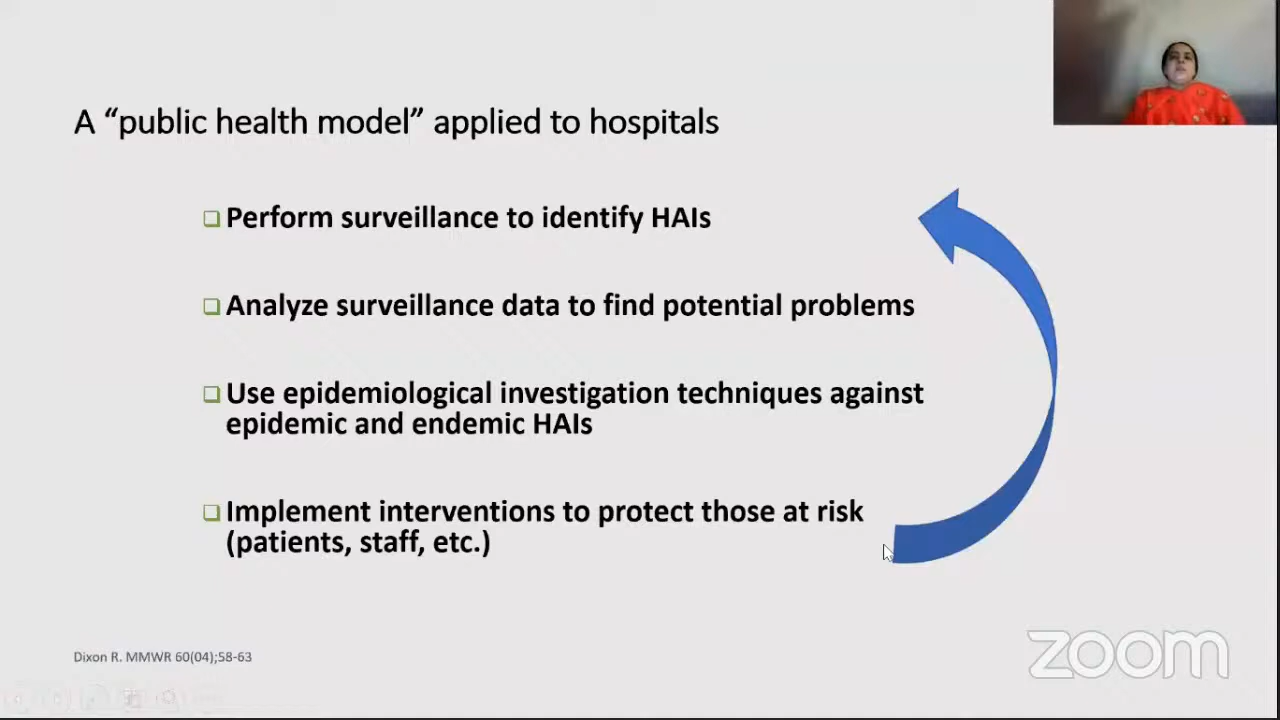 A “public health model” applied to hospitals
Perform surveillance to identify HAIs
Analyze surveillance data to find potential problems
Use epidemiological investigation techniques against
epidemic and endemic HAIs
Implement interventions to protect those at risk
(patients, staff, etc.)
Dixon R. MMWR 60(04);58-63
zoom